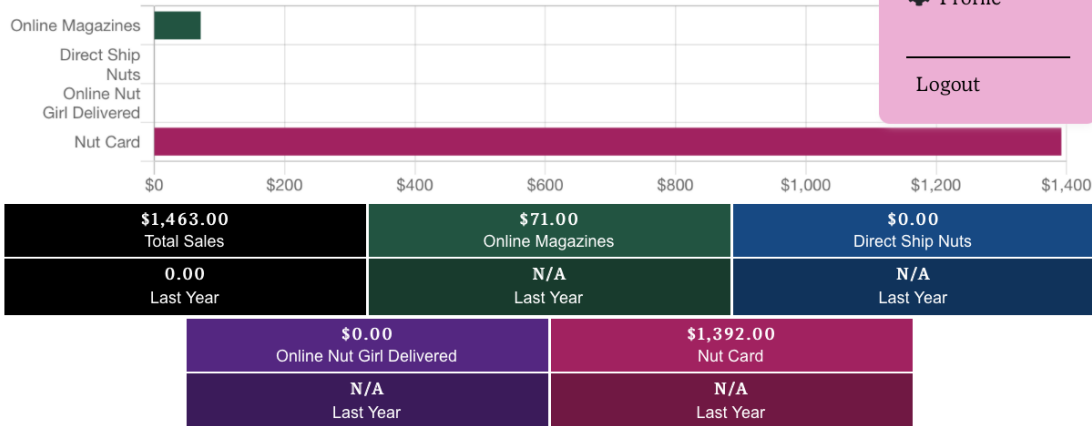 Profile
Logout
Online Magazines
Direct Ship
Nuts
Online Nut
Girl Delivered
Nut Card
$0
$200
$400
$600
$800
$1,000
$1,200
$1,400
$1,463.00
Total Sales
0.00
Last Year
$71.00
Online Magazines
N/A
Last Year
$0.00
Direct Ship Nuts
N/A
Last Year
$0.00
Online Nut Girl Delivered
N/A
Last Year
$1,392.00
Nut Card
N/A
Last Year